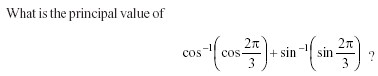 What is the principal value of
cos⁻¹(cos 2π/3) + sin⁻¹(sin 2π/3) ?